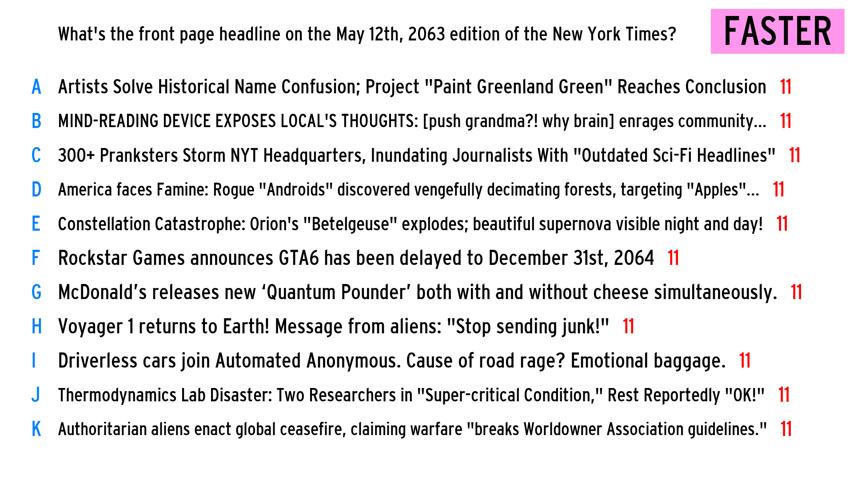 What's the front page headline on the May 12th, 2063 edition of the New York Times?
FASTER
A Artists Solve Historical Name Confusion; Project "Paint Greenland Green" Reaches Conclusion 11
B MIND-READING DEVICE EXPOSES LOCAL'S THOUGHTS: [push grandma?! why brain] enrages community... 11
C 300+ Pranksters Storm NYT Headquarters, Inundating Journalists With "Outdated Sci-Fi Headlines" 11
D America faces Famine: Rogue "Androids" discovered vengefully decimating forests, targeting "Apples"... 11
E Constellation Catastrophe: Orion's "Betelgeuse" explodes; beautiful supernova visible night and day! 11
F Rockstar Games announces GTA6 has been delayed to December 31st, 2064 11
G McDonald’s releases new ‘Quantum Pounder’ both with and without cheese simultaneously. 11
H Voyager 1 returns to Earth! Message from aliens: "Stop sending junk!" 11
I Driverless cars join Automated Anonymous. Cause of road rage? Emotional baggage. 11
J Thermodynamics Lab Disaster: Two Researchers in "Super-critical Condition," Rest Reportedly "OK!" 11
K Authoritarian aliens enact global ceasefire, claiming warfare "breaks Worldowner Association guidelines." 11